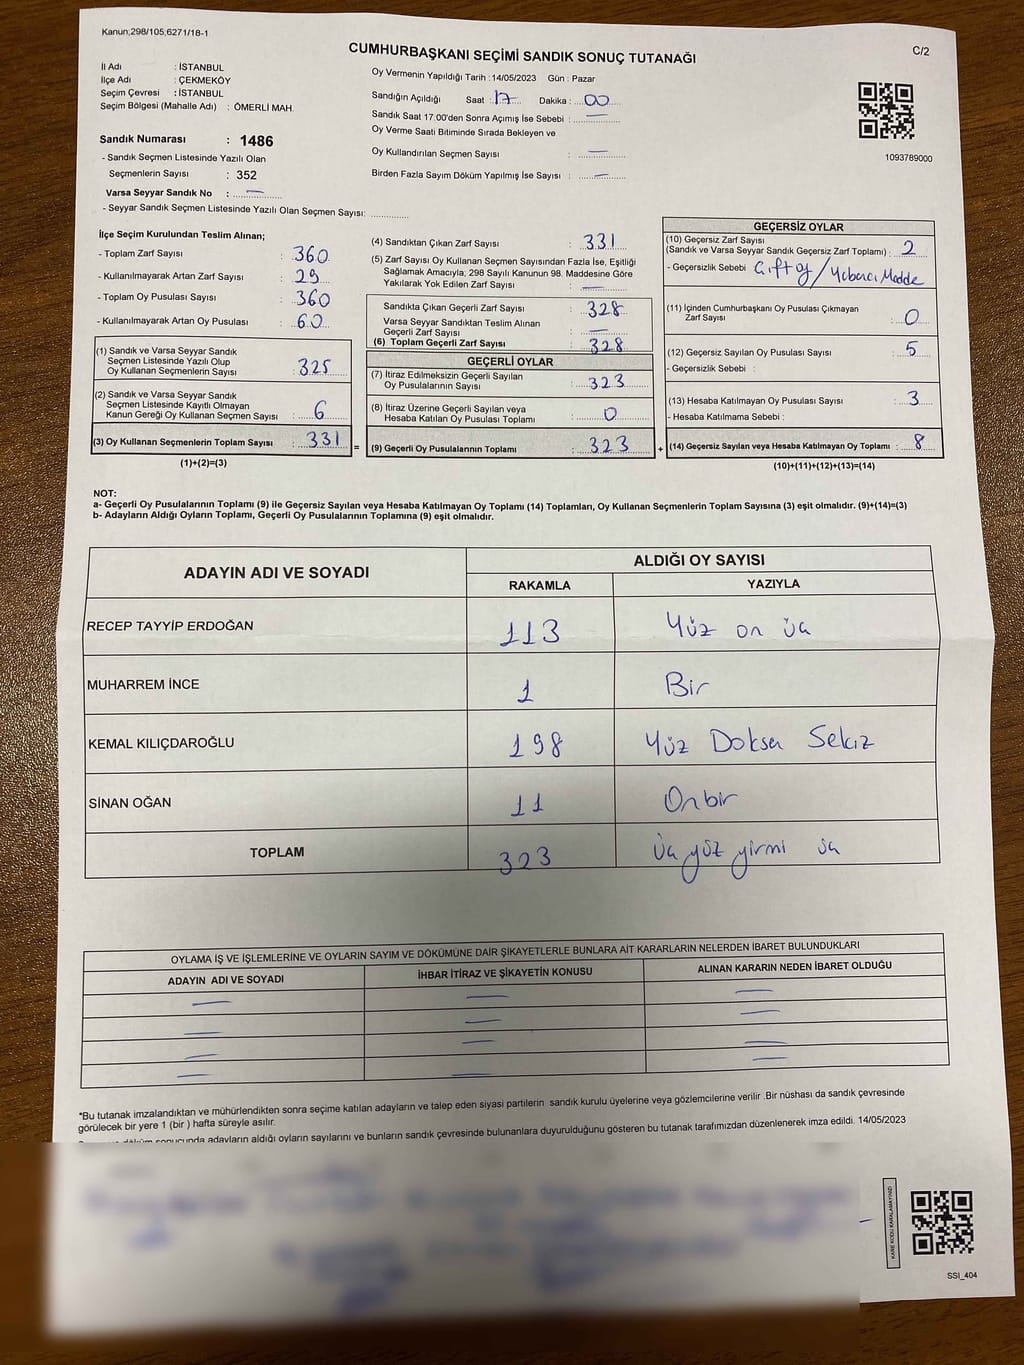 Kanun;298/105,6271/18-1
C/2
CUMHURBAŞKANI SEÇİMİ SANDIK SONUÇ TUTANAĞI
İl Adı : İSTANBUL
İlçe Adı : ÇEKMEKÖY
Seçim Çevresi : İSTANBUL
Seçim Bölgesi (Mahalle Adı) : ÖMERLİ MAH.
Sandık Numarası : 1486
- Sandık Seçmen Listesinde Yazılı Olan
Seçmenlerin Sayısı : 352
Varsa Seyyar Sandık No : —
- Seyyar Sandık Seçmen Listesinde Yazılı Olan Seçmen Sayısı:
Oy Vermenin Yapıldığı Tarih : 14/05/2023 Gün : Pazar
Sandığın Açıldığı Saat : 17 Dakika : 00
Sandık Saat 17:00'den Sonra Açımış İse Sebebi : —
Oy Verme Saati Bitiminde Sırada Bekleyen ve
Oy Kullandırılan Seçmen Sayısı : —
Birden Fazla Sayım Döküm Yapılmış İse Sayısı : —
1093789000
İlçe Seçim Kurulundan Teslim Alınan;
- Toplam Zarf Sayısı : 360
- Kullanılmayarak Artan Zarf Sayısı : 29
- Toplam Oy Pusulası Sayısı : 360
- Kullanılmayarak Artan Oy Pusulası : 60
(1) Sandık ve Varsa Seyyar Sandık
Seçmen Listesinde Yazılı Olup
Oy Kullanan Seçmenlerin Sayısı : 325
(2) Sandık ve Varsa Seyyar Sandık
Seçmen Listesinde Kayıtlı Olmayan
Kanun Gereği Oy Kullanan Seçmen Sayısı : 6
(3) Oy Kullanan Seçmenlerin Toplam Sayısı : 331 =
(1)+(2)=(3)
(4) Sandıktan Çıkan Zarf Sayısı : 331
(5) Zarf Sayısı Oy Kullanan Seçmen Sayısından Fazla İse, Eşitliği
Sağlamak Amacıyla; 298 Sayılı Kanunun 98. Maddesine Göre
Yakılarak Yok Edilen Zarf Sayısı : —
Sandıkta Çıkan Geçerli Zarf Sayısı : 328
Varsa Seyyar Sandıktan Teslim Alınan
Geçerli Zarf Sayısı : —
(6) Toplam Geçerli Zarf Sayısı : 328
GEÇERLİ OYLAR
(7) İtiraz Edilmeksizin Geçerli Sayılan
Oy Pusulalarının Sayısı : 323
(8) İtiraz Üzerine Geçerli Sayılan veya
Hesaba Katılan Oy Pusulası Toplamı : 0
(9) Geçerli Oy Pusulalarının Toplamı : 323 +
GEÇERSİZ OYLAR
(10) Geçersiz Zarf Sayısı
(Sandık ve Varsa Seyyar Sandık Geçersiz Zarf Toplamı) : 2
- Geçersizlik Sebebi : Çift oy / Yabancı Madde
(11) İçinden Cumhurbaşkanı Oy Pusulası Çıkmayan
Zarf Sayısı : 0
(12) Geçersiz Sayılan Oy Pusulası Sayısı : 5
- Geçersizlik Sebebi :
(13) Hesaba Katılmayan Oy Pusulası Sayısı : 3
- Hesaba Katılmama Sebebi :
(14) Geçersiz Sayılan veya Hesaba Katılmayan Oy Toplamı : 8
(10)+(11)+(12)+(13)=(14)
NOT:
a- Geçerli Oy Pusulalarının Toplamı (9) ile Geçersiz Sayılan veya Hesaba Katılmayan Oy Toplamı (14) Toplamları, Oy Kullanan Seçmenlerin Toplam Sayısına (3) eşit olmalıdır. (9)+(14)=(3)
b- Adayların Aldığı Oyların Toplamı, Geçerli Oy Pusulalarının Toplamına (9) eşit olmalıdır.
ADAYIN ADI VE SOYADI ALDIĞI OY SAYISI
RAKAMLA YAZIYLA
RECEP TAYYİP ERDOĞAN 113 Yüz on üç
MUHARREM İNCE 1 Bir
KEMAL KILIÇDAROĞLU 198 Yüz Doksan Sekiz
SİNAN OĞAN 11 On bir
TOPLAM 323 üç yüz yirmi üç
OYLAMA İŞ VE İŞLEMLERİNE VE OYLARIN SAYIM VE DÖKÜMÜNE DAİR ŞİKAYETLERLE BUNLARA AİT KARARLARIN NELERDEN İBARET BULUNDUKLARI
ADAYIN ADI VE SOYADI İHBAR İTİRAZ VE ŞİKAYETİN KONUSU ALINAN KARARIN NEDEN İBARET OLDUĞU
— — —
— — —
— — —
— — —
*Bu tutanak imzalandıktan ve mühürlendikten sonra seçime katılan adayların ve talep eden siyasi partilerin sandık kurulu üyelerine veya gözlemcilerine verilir .Bir nüshası da sandık çevresinde
görülecek bir yere 1 (bir ) hafta süreyle asılır.
sonucunda adayların aldığı oyların sayılarını ve bunların sandık çevresinde bulunanlara duyurulduğunu gösteren bu tutanak tarafımızdan düzenlenerek imza edildi. 14/05/2023
KARE KODU KARALAMAYINIZ!
SSI_404